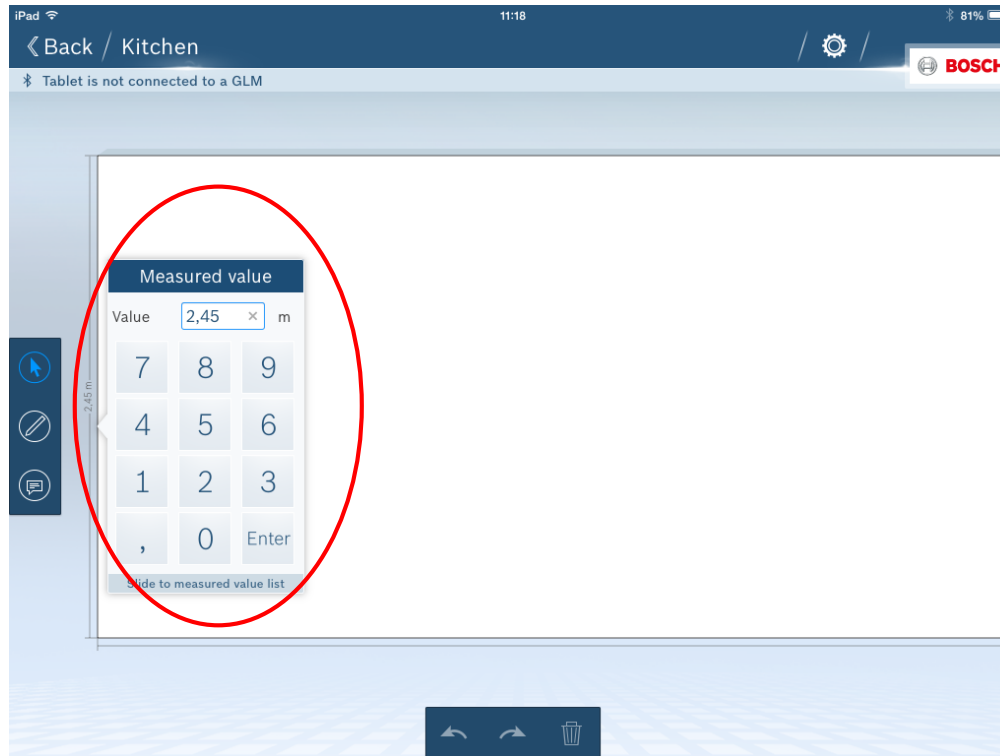 iPad 11:18 81%
Back / Kitchen
BOSCH
Tablet is not connected to a GLM
Measured value
Value 2,45 × m
7 8 9
2,45 m
4 5 6
1 2 3
, 0 Enter
Slide to measured value list